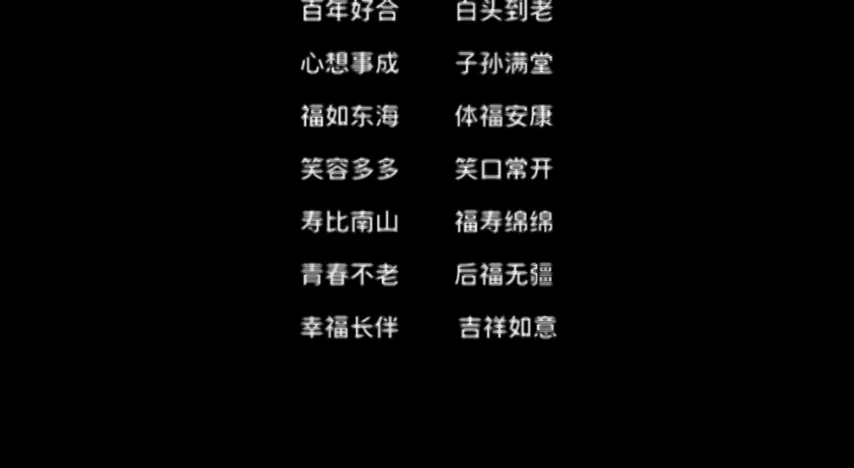 百年好合 白头到老
心想事成 子孙满堂
福如东海 体福安康
笑容多多 笑口常开
寿比南山 福寿绵绵
青春不老 后福无疆
幸福长伴 吉祥如意